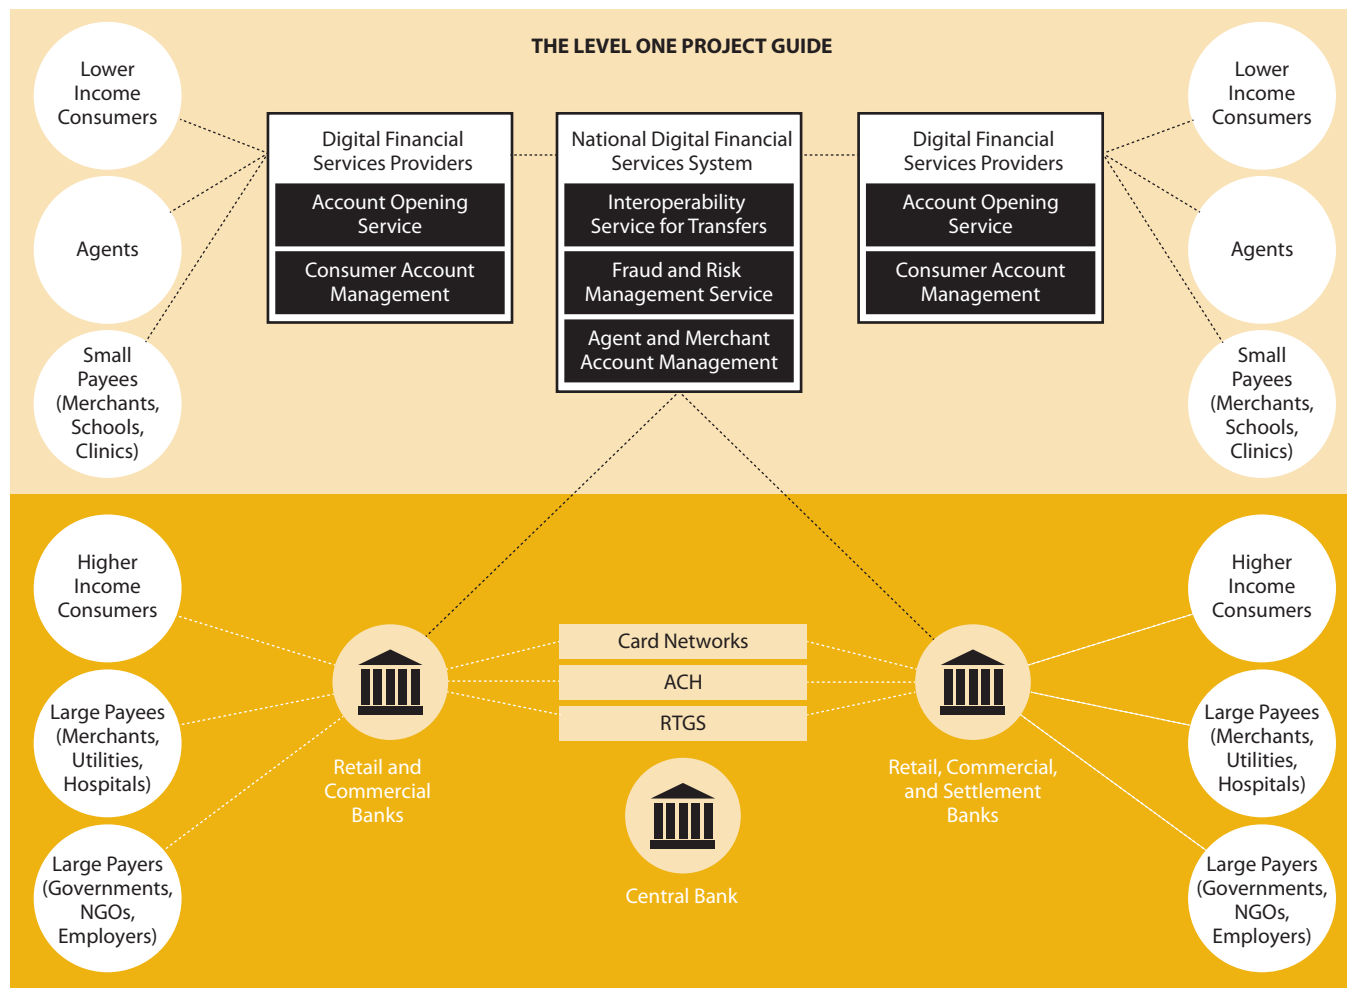 THE LEVEL ONE PROJECT GUIDE
Lower
Income
Consumers
Agents
Small
Payees
(Merchants,
Schools,
Clinics)
Digital Financial
Services Providers
Account Opening
Service
Consumer Account
Management
National Digital Financial
Services System
Interoperability
Service for Transfers
Fraud and Risk
Management Service
Agent and Merchant
Account Management
Digital Financial
Services Providers
Account Opening
Service
Consumer Account
Management
Lower
Income
Consumers
Agents
Small
Payees
(Merchants,
Schools,
Clinics)
Higher
Income
Consumers
Large Payees
(Merchants,
Utilities,
Hospitals)
Large Payers
(Governments,
NGOs,
Employers)
Retail and
Commercial
Banks
Card Networks
ACH
RTGS
Central Bank
Retail, Commercial,
and Settlement
Banks
Higher
Income
Consumers
Large Payees
(Merchants,
Utilities,
Hospitals)
Large Payers
(Governments,
NGOs,
Employers)